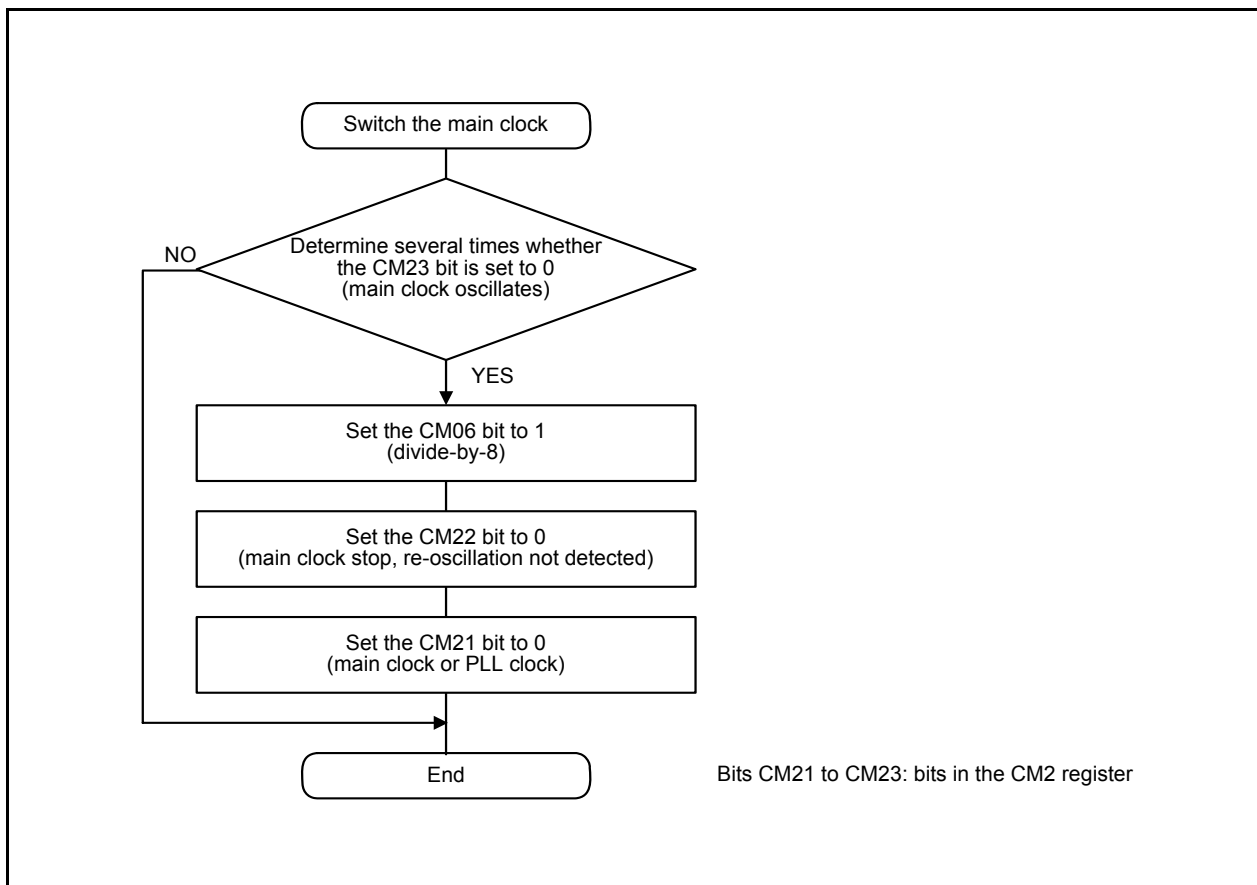 Switch the main clock
Determine several times whether
the CM23 bit is set to 0
(main clock oscillates)
NO
YES
Set the CM06 bit to 1
(divide-by-8)
Set the CM22 bit to 0
(main clock stop, re-oscillation not detected)
Set the CM21 bit to 0
(main clock or PLL clock)
End
Bits CM21 to CM23: bits in the CM2 register